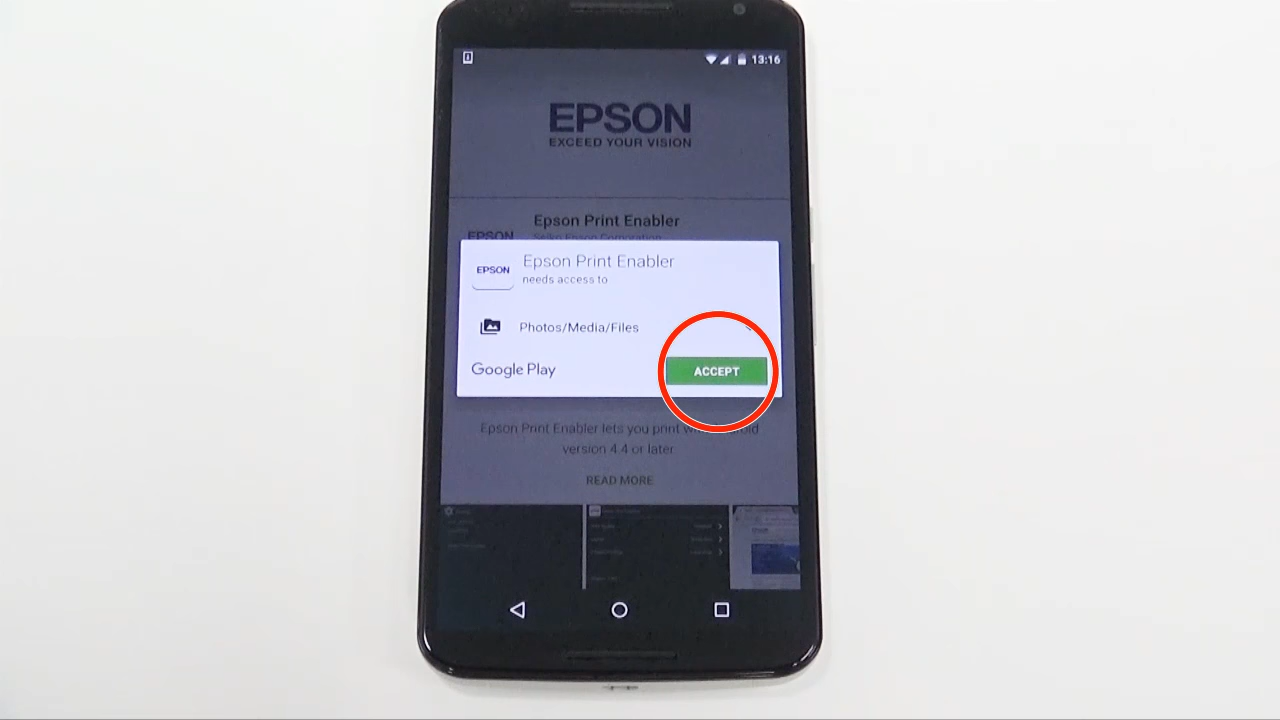 13:16
EPSON
EXCEED YOUR VISION
Epson Print Enabler
EPSON
Seiko Epson Corporation
EPSON
Epson Print Enabler
needs access to
Photos/Media/Files
Google Play
ACCEPT
Epson Print Enabler lets you print with Android
version 4.4 or later
READ MORE